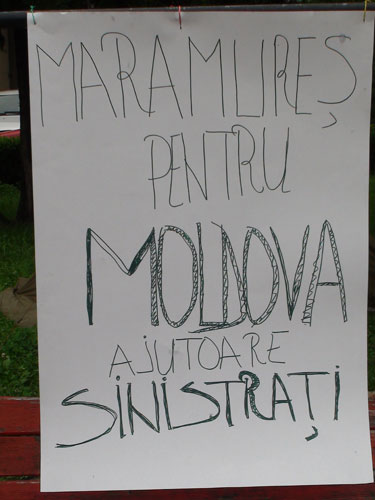 MARAMUREȘ
PENTRU
MOLDOVA
AJUTOARE
SINISTRAȚI